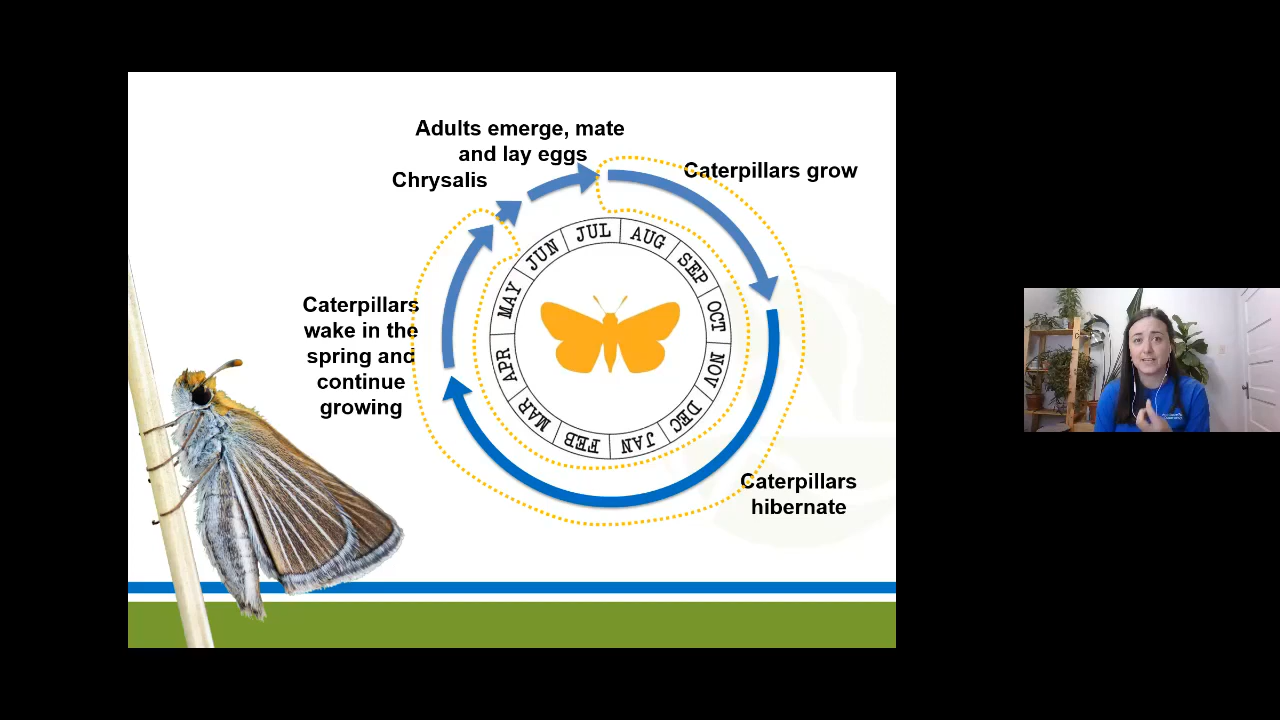 Adults emerge, mate
and lay eggs
Chrysalis
Caterpillars grow
Caterpillars
wake in the
spring and
continue
growing
Caterpillars
hibernate
JAN
FEB
MAR
APR
MAY
JUN
JUL
AUG
SEP
OCT
NOV
DEC